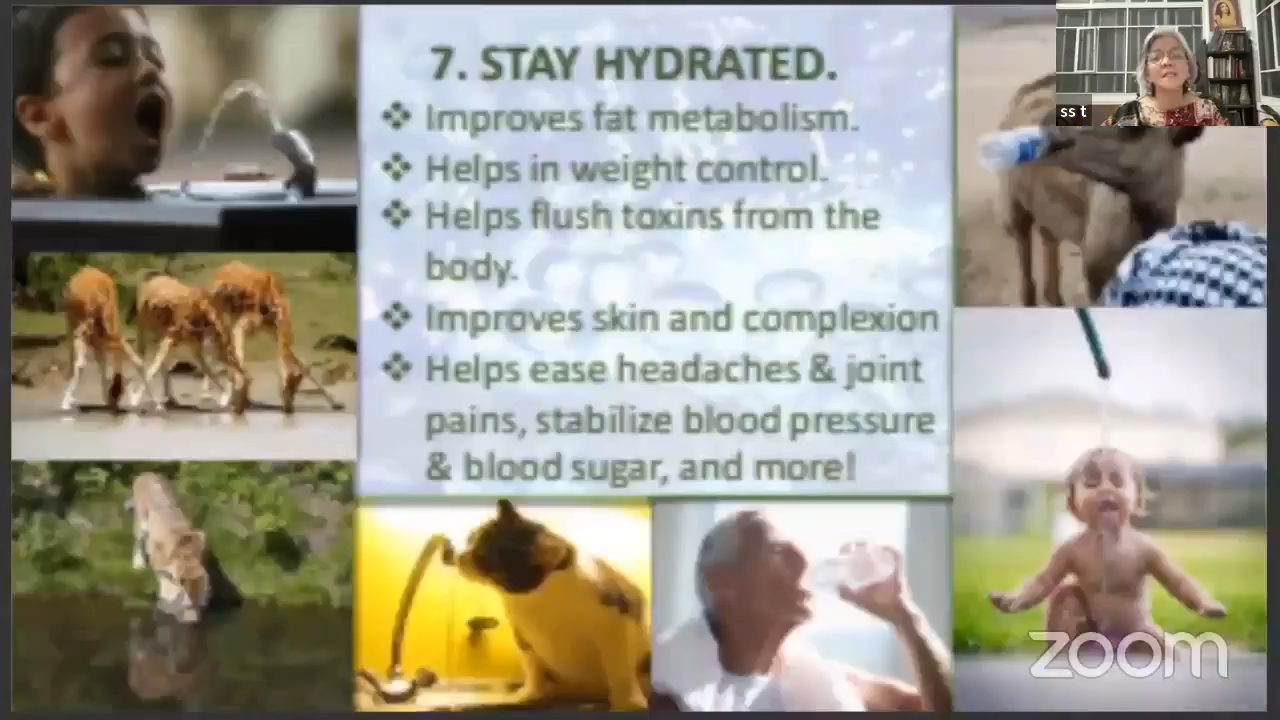 7. STAY HYDRATED.
❖ Improves fat metabolism.
❖ Helps in weight control.
❖ Helps flush toxins from the
body.
❖ Improves skin and complexion
❖ Helps ease headaches & joint
pains, stabilize blood pressure
& blood sugar, and more!
ss t
zoom